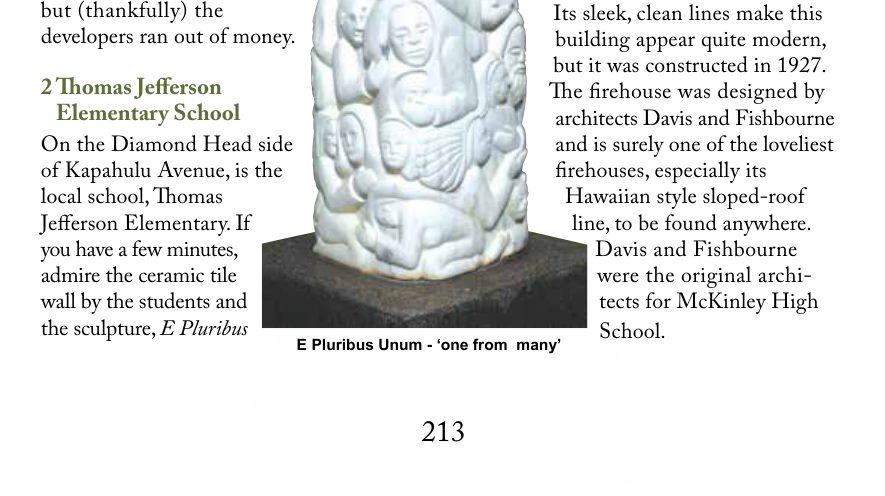 but (thankfully) the
developers ran out of money.
2 Thomas Jefferson
Elementary School
On the Diamond Head side
of Kapahulu Avenue, is the
local school, Thomas
Jefferson Elementary. If
you have a few minutes,
admire the ceramic tile
wall by the students and
the sculpture, E Pluribus
E Pluribus Unum - ‘one from  many’
Its sleek, clean lines make this
building appear quite modern,
but it was constructed in 1927.
The firehouse was designed by
architects Davis and Fishbourne
and is surely one of the loveliest
firehouses, especially its
Hawaiian style sloped-roof
line, to be found anywhere.
Davis and Fishbourne
were the original archi-
tects for McKinley High
School.
213